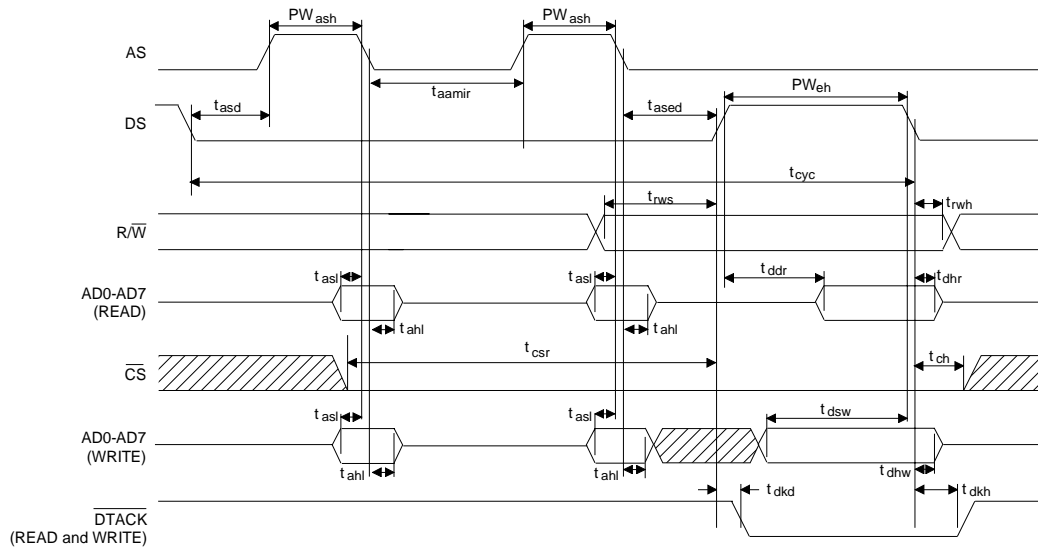 PWash PWash
AS
taamir PWeh
tasd tased
DS
tcyc
trws trwh
R/W
tasl tasl tddr tdhr
AD0-AD7
(READ)
tahl tahl
tcsr tch
CS
tasl tasl tdsw
AD0-AD7
(WRITE)
tahl tahl tdhw
tdkd tdkh
DTACK
(READ and WRITE)